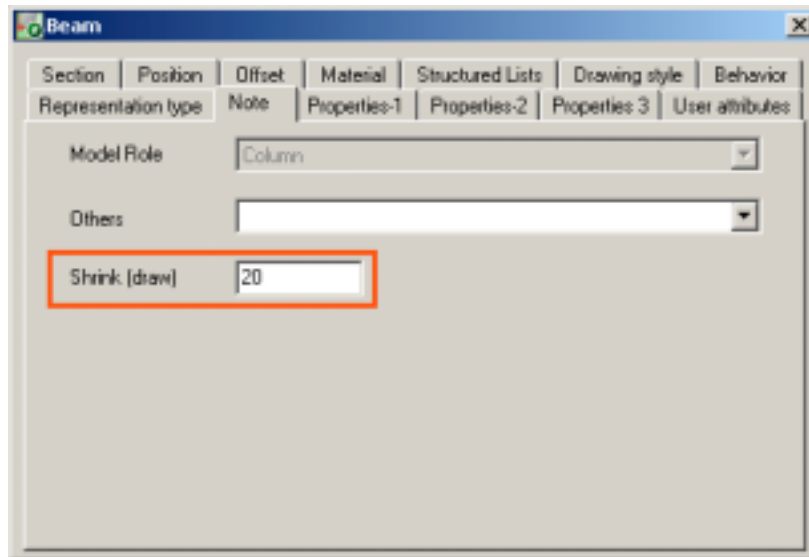 Beam
Section Position Offset Material Structured Lists Drawing style Behavior
Representation type Note Properties-1 Properties-2 Properties 3 User attributes
Model Role Column
Others
Shrink (draw) 20